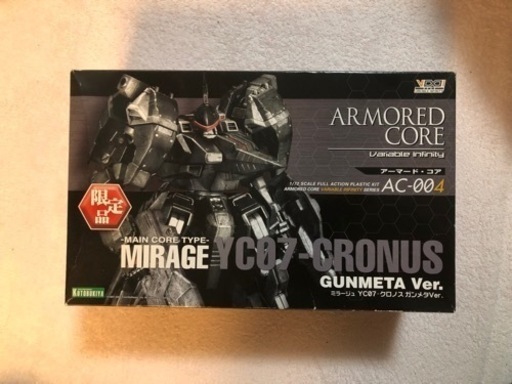 ARMORED
CORE
Variable Infinity
アーマード・コア
1/72 SCALE FULL ACTION PLASTIC KIT
ARMORED CORE VARIABLE INFINITY SERIES
AC-004
限定
品
-MAIN CORE TYPE-
MIRAGE YC07-CRONUS
GUNMETA Ver.
ミラージュ YC07-クロノス ガンメタVer.
KOTOBUKIYA